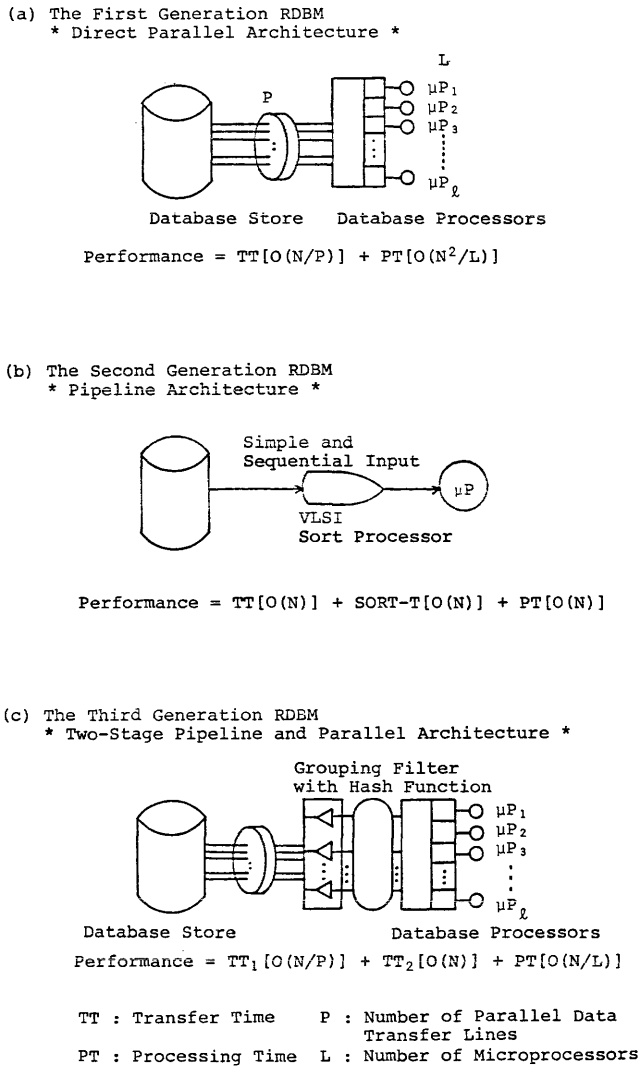 (a) The First Generation RDBM
* Direct Parallel Architecture *
L
P
μP₁
μP₂
μP₃
μPℓ
Database Store
Database Processors
Performance = TT[O(N/P)] + PT[O(N²/L)]
(b) The Second Generation RDBM
* Pipeline Architecture *
Simple and
Sequential Input
μP
VLSI
Sort Processor
Performance = TT[O(N)] + SORT-T[O(N)] + PT[O(N)]
(c) The Third Generation RDBM
* Two-Stage Pipeline and Parallel Architecture *
Grouping Filter
with Hash Function
μP₁
μP₂
μP₃
μPℓ
Database Store
Database Processors
Performance = TT₁[O(N/P)] + TT₂[O(N)] + PT[O(N/L)]
TT : Transfer Time
P : Number of Parallel Data
Transfer Lines
PT : Processing Time
L : Number of Microprocessors